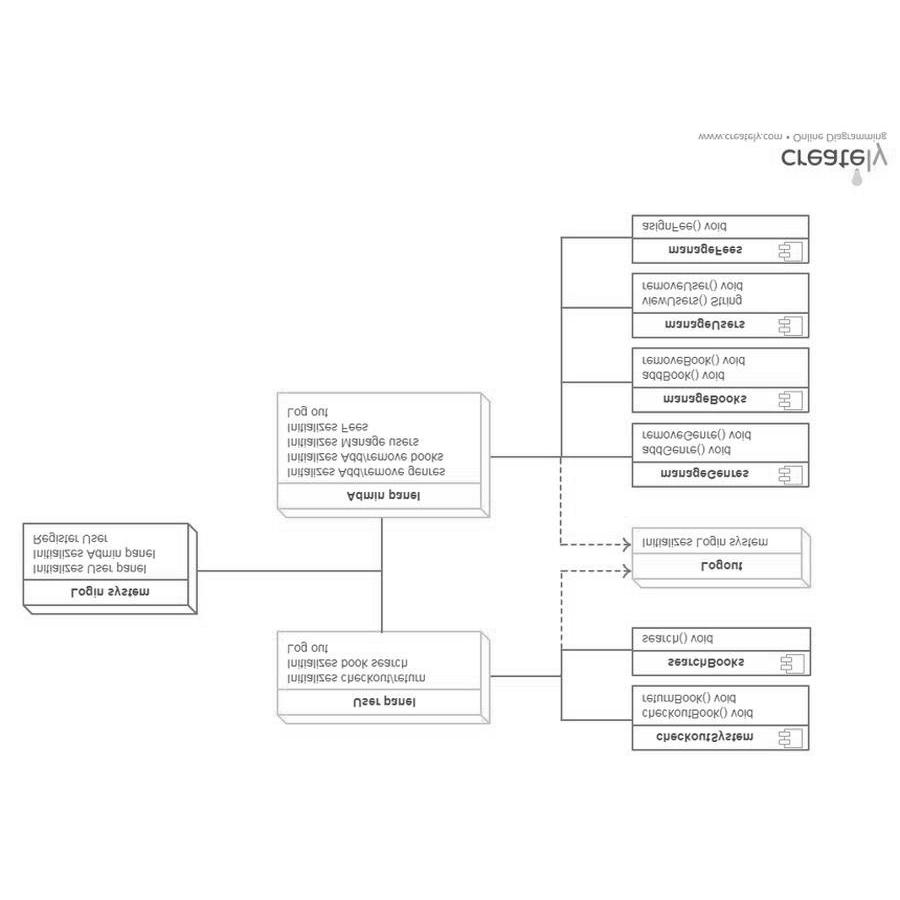 Login system
Initializes User panel
Initializes Admin panel
Register User
User panel
Initializes checkout/return
Initializes book search
Log out
Admin panel
Initializes Add/remove genres
Initializes Add/remove books
Initializes Manage users
Initializes Fees
Log out
checkoutSystem
checkoutBook() void
returnBook() void
searchBooks
search() void
Logout
Initializes Login system
manageGenres
addGenre() void
removeGenre() void
manageBooks
addBook() void
removeBook() void
manageUsers
viewUsers() String
removeUser() void
manageFees
asignFee() void
creately
www.creately.com • Online Diagramming